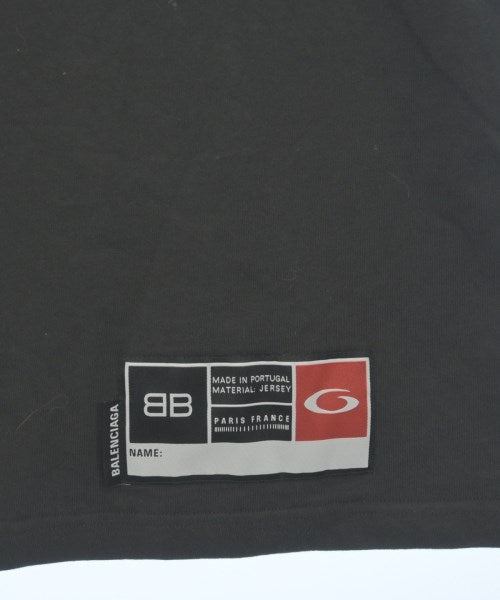 BB
MADE IN PORTUGAL
MATERIAL: JERSEY
PARIS FRANCE
NAME:
BALENCIAGA